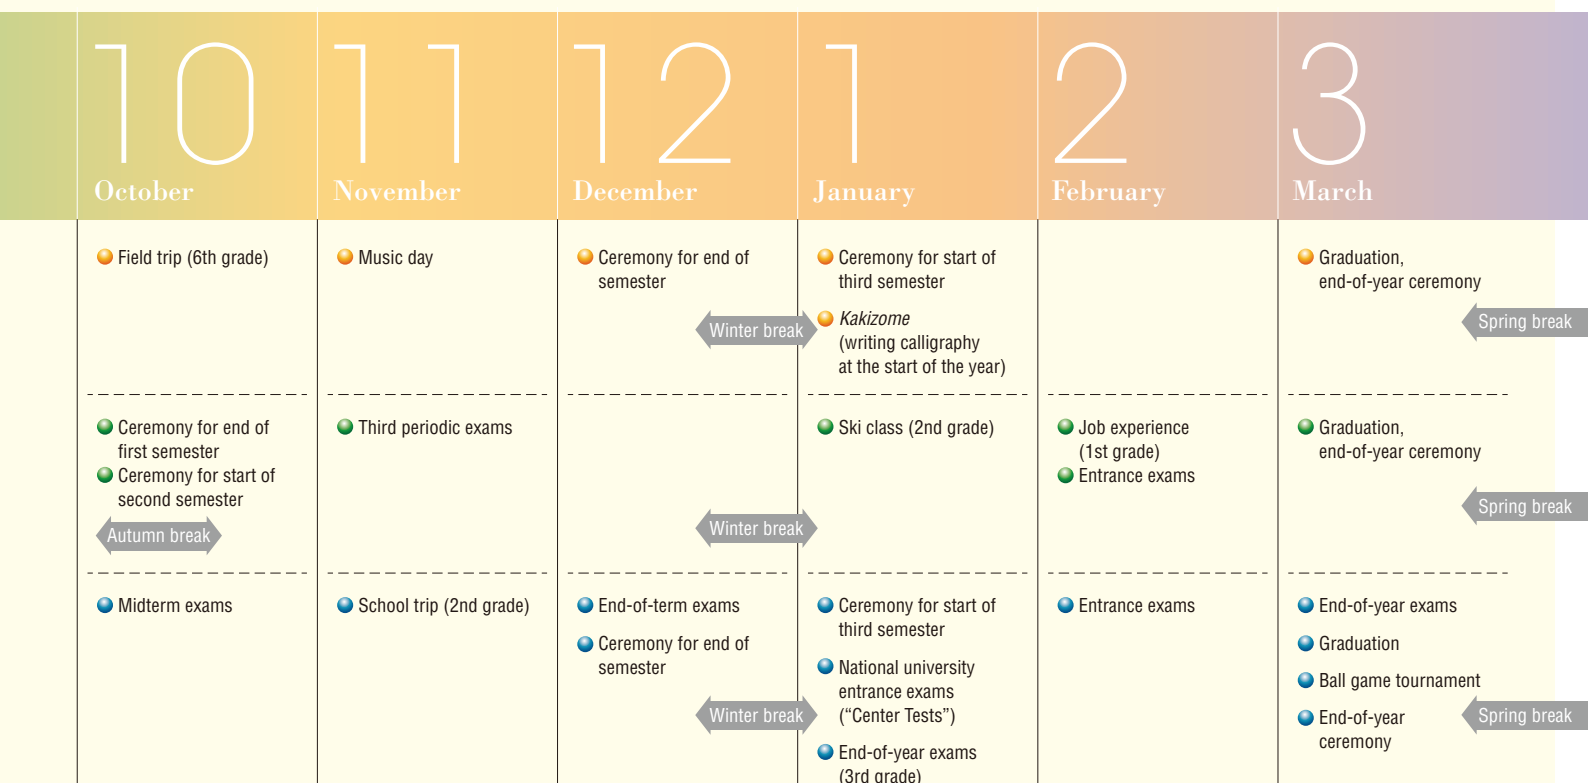 10
October
11
November
12
December
1
January
2
February
3
March
Field trip (6th grade)
Music day
Ceremony for end of
semester
Winter break
Ceremony for start of
third semester
Kakizome
(writing calligraphy
at the start of the year)
Graduation,
end-of-year ceremony
Spring break
Ceremony for end of
first semester
Ceremony for start of
second semester
Autumn break
Third periodic exams
Winter break
Ski class (2nd grade)
Job experience
(1st grade)
Entrance exams
Graduation,
end-of-year ceremony
Spring break
Midterm exams
School trip (2nd grade)
End-of-term exams
Ceremony for end of
semester
Winter break
Ceremony for start of
third semester
National university
entrance exams
(“Center Tests”)
End-of-year exams
(3rd grade)
Entrance exams
End-of-year exams
Graduation
Ball game tournament
End-of-year
ceremony
Spring break